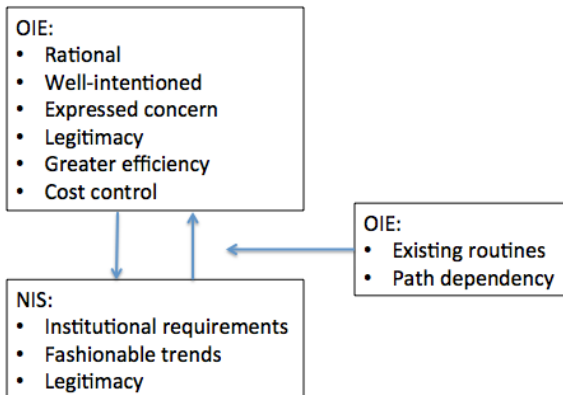 OIE:
• Rational
• Well-intentioned
• Expressed concern
• Legitimacy
• Greater efficiency
• Cost control
OIE:
• Existing routines
• Path dependency
NIS:
• Institutional requirements
• Fashionable trends
• Legitimacy